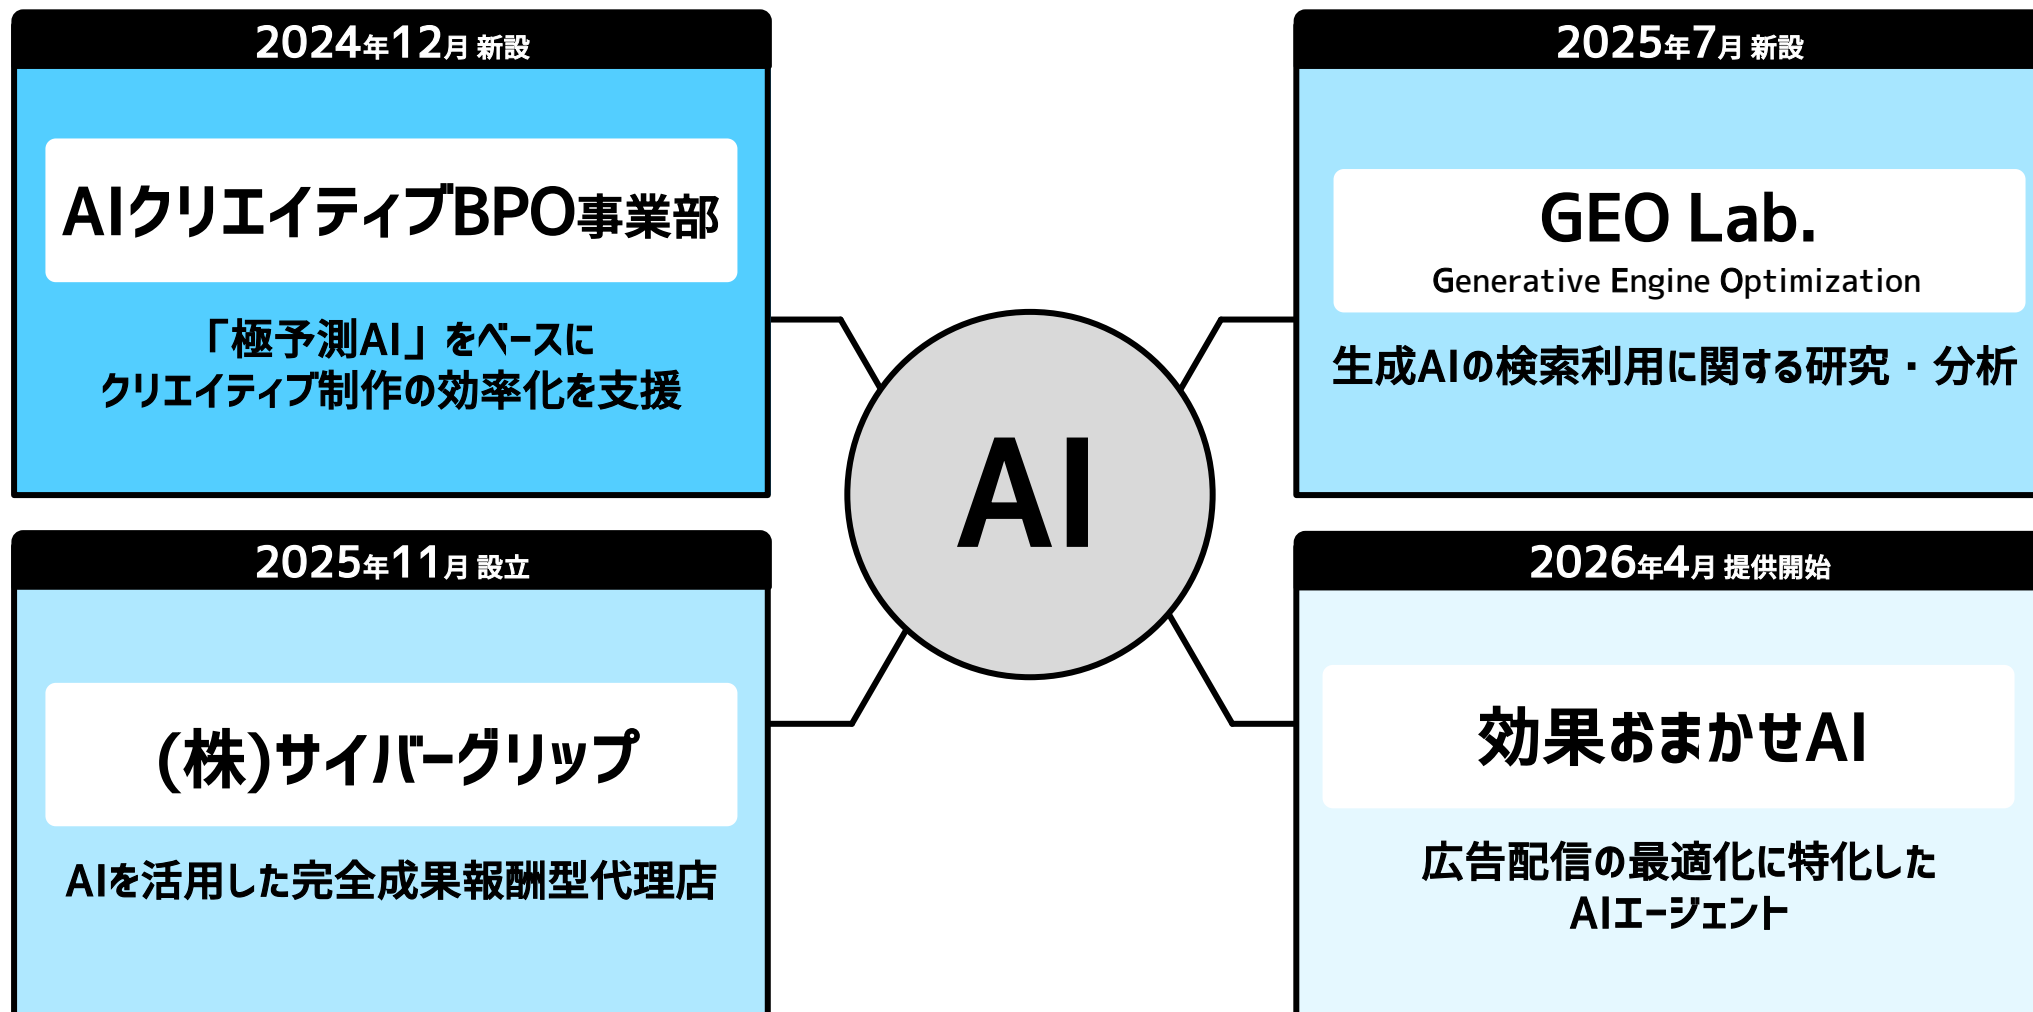 2024年12月 新設
AIクリエイティブBPO事業部
「極予測AI」をベースに
クリエイティブ制作の効率化を支援
2025年7月 新設
GEO Lab.
Generative Engine Optimization
生成AIの検索利用に関する研究・分析
AI
2025年11月 設立
(株)サイバーグリップ
AIを活用した完全成果報酬型代理店
2026年4月 提供開始
効果おまかせAI
広告配信の最適化に特化した
AIエージェント